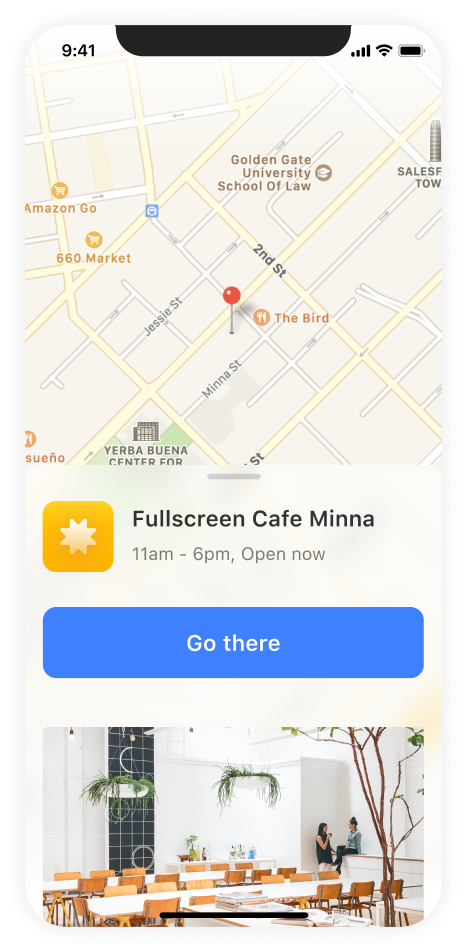 9:41
Golden Gate
University
School Of Law
SALESF
TOW
Amazon Go
660 Market
2nd St
Jessie St
The Bird
Minna St
sueño
YERBA BUENA
CENTER FOR
St
Fullscreen Cafe Minna
11am - 6pm, Open now
Go there